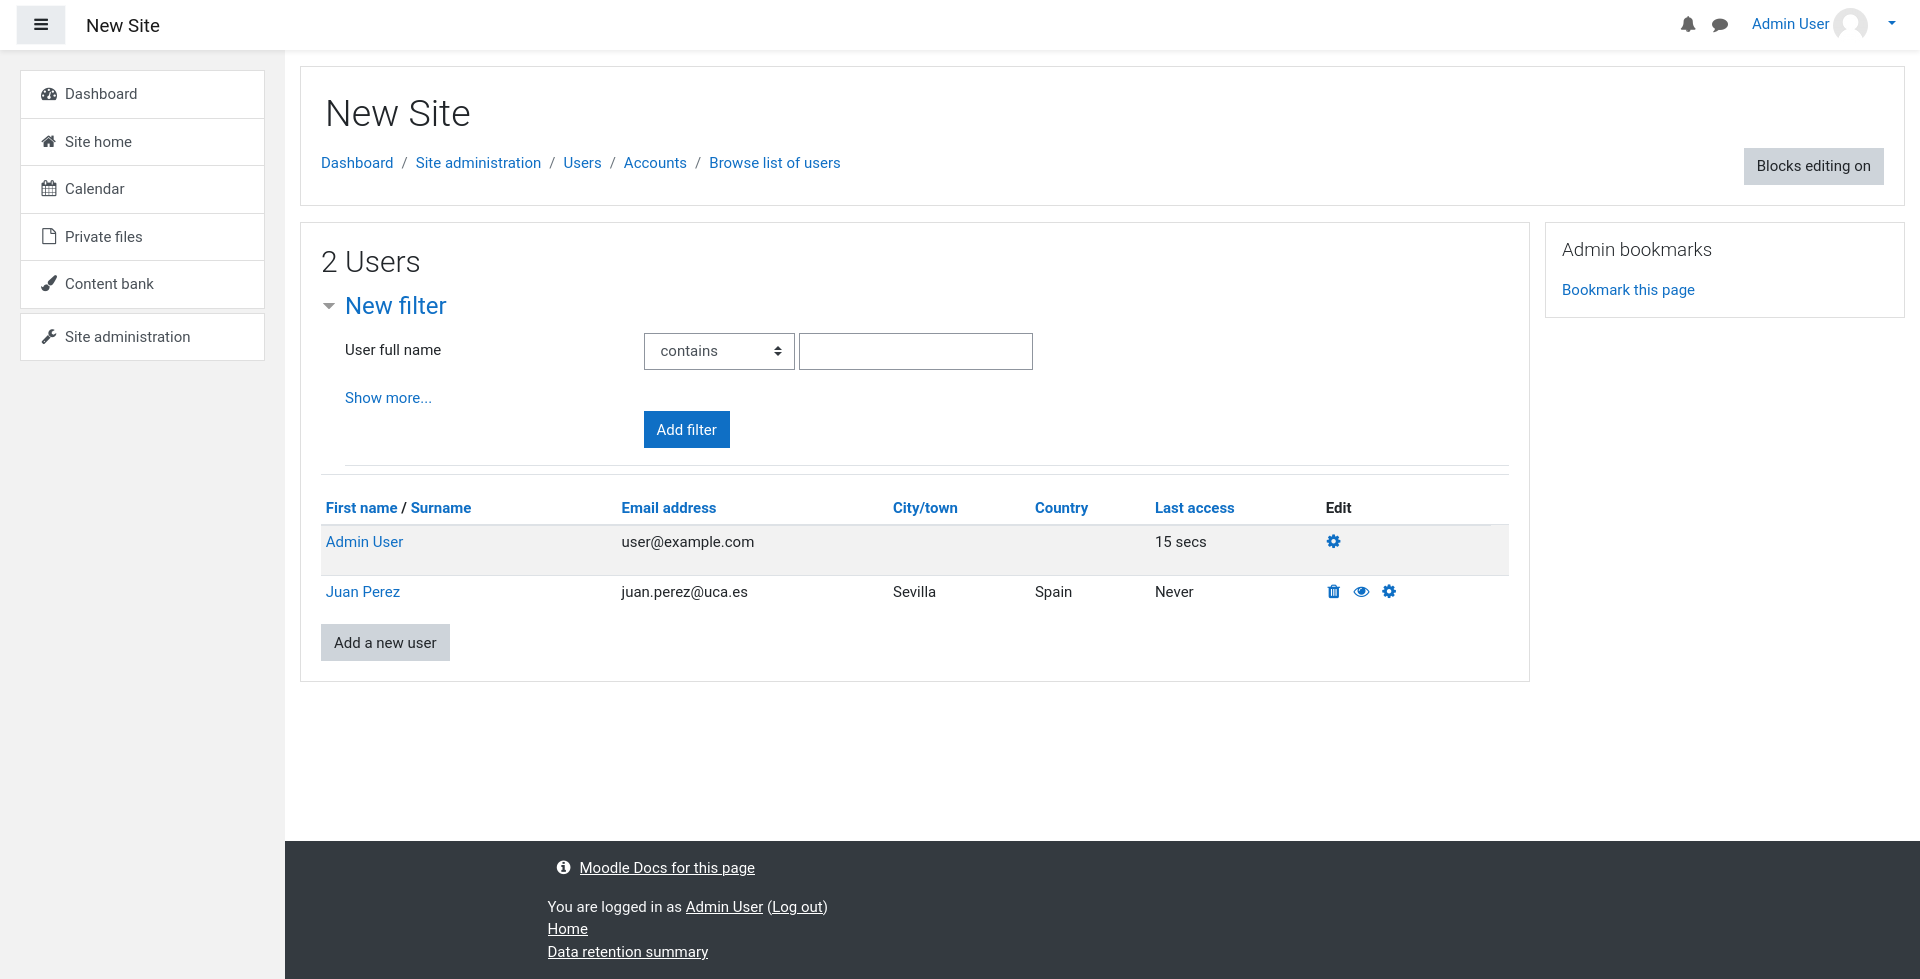 New Site
Admin User
Dashboard
Site home
Calendar
Private files
Content bank
Site administration
New Site
Dashboard / Site administration / Users / Accounts / Browse list of users
Blocks editing on
2 Users
New filter
User full name contains
Show more...
Add filter
First name / Surname Email address City/town Country Last access Edit
Admin User user@example.com 15 secs
Juan Perez juan.perez@uca.es Sevilla Spain Never
Add a new user
Admin bookmarks
Bookmark this page
Moodle Docs for this page
You are logged in as Admin User (Log out)
Home
Data retention summary